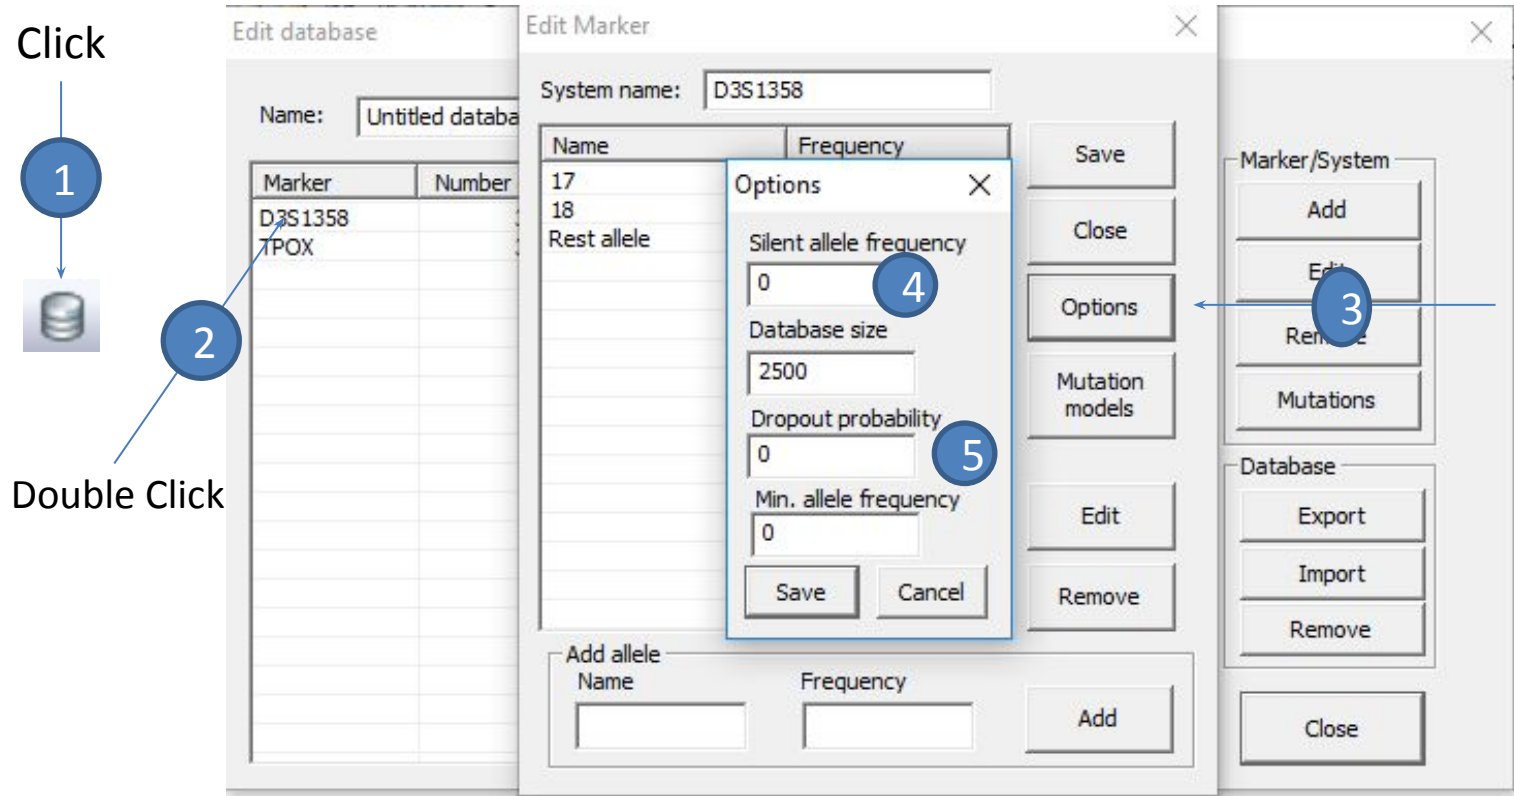 Click
1
2
Double Click
Edit database
Name:
Untitled databa
Marker
Number
D3S1358
TPOX
Edit Marker
System name:
D3S1358
Name
Frequency
17
18
Rest allele
Save
Close
Options
Mutation
models
Edit
Remove
Options
Silent allele frequency
0
4
Database size
2500
Dropout probability
0
5
Min. allele frequency
0
Save
Cancel
Add allele
Name
Frequency
Add
Marker/System
Add
Edit
3
Remove
Mutations
Database
Export
Import
Remove
Close